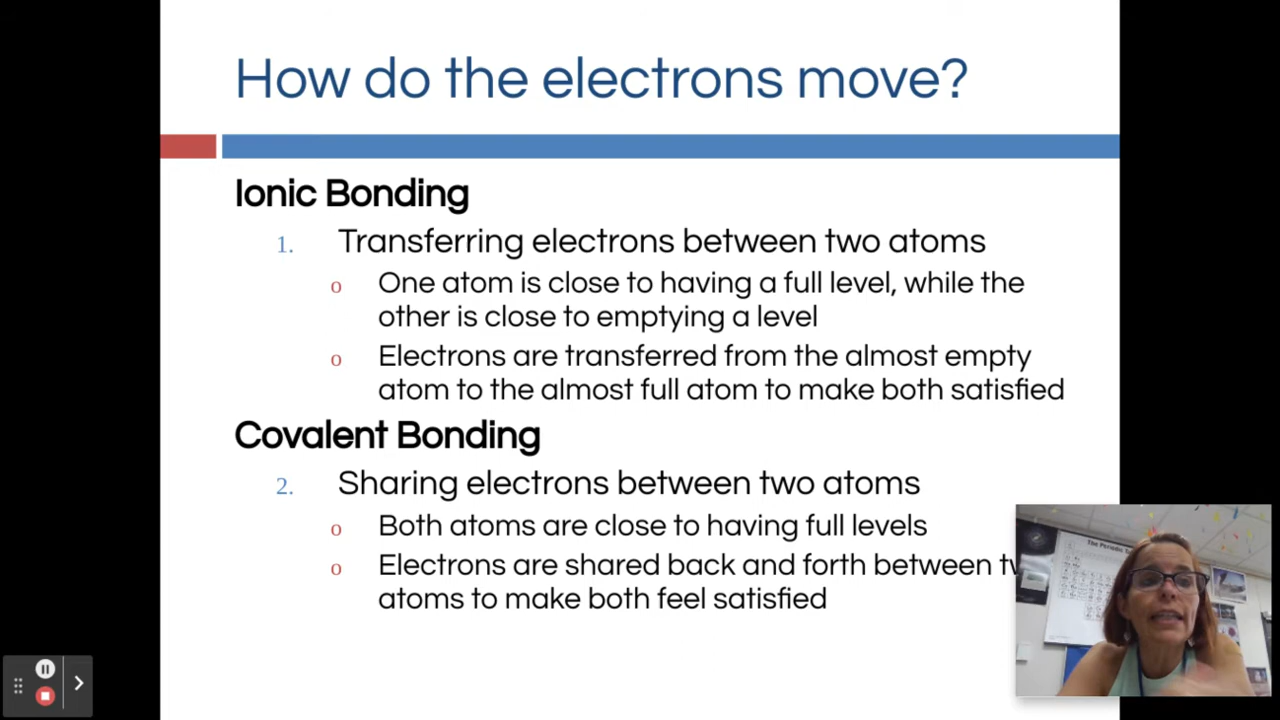 How do the electrons move?
Ionic Bonding
1. Transferring electrons between two atoms
o One atom is close to having a full level, while the
other is close to emptying a level
o Electrons are transferred from the almost empty
atom to the almost full atom to make both satisfied
Covalent Bonding
2. Sharing electrons between two atoms
o Both atoms are close to having full levels
o Electrons are shared back and forth between
atoms to make both feel satisfied
The Periodic